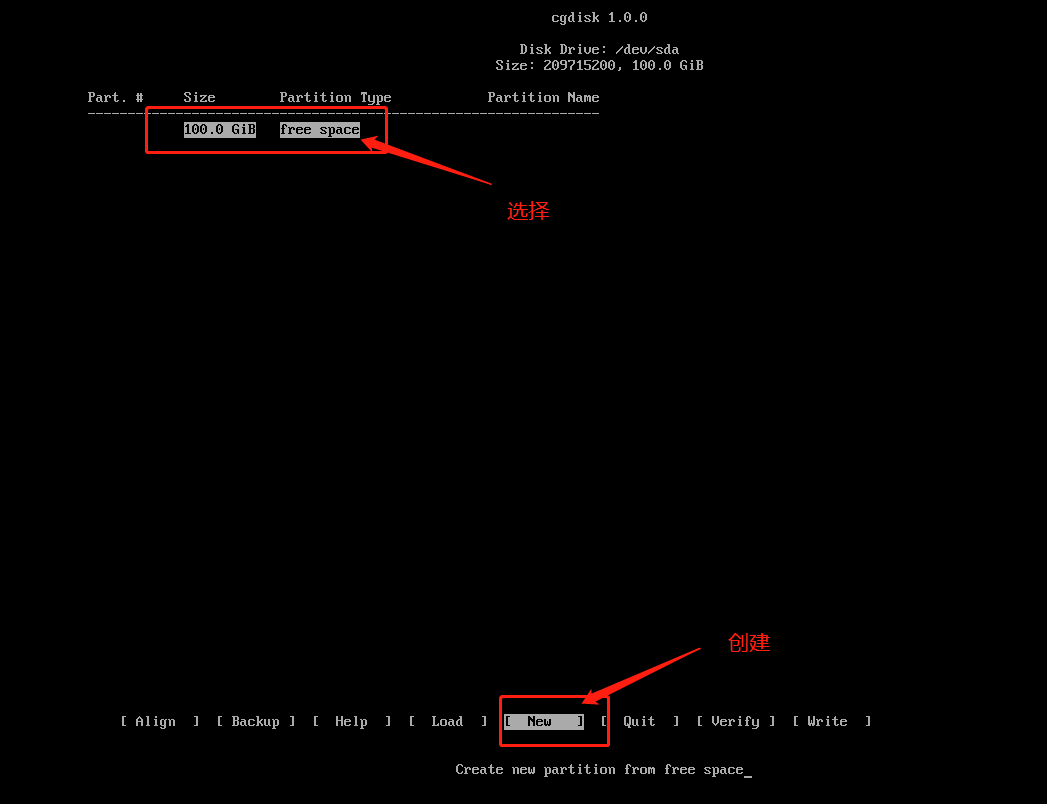 cgdisk 1.0.0
Disk Drive: /dev/sda
Size: 209715200, 100.0 GiB
Part. # Size Partition Type Partition Name
----------------------------------------------------------------
100.0 GiB free space
选择
创建
[ Align ] [ Backup ] [ Help ] [ Load ] [ New ] [ Quit ] [ Verify ] [ Write ]
Create new partition from free space_